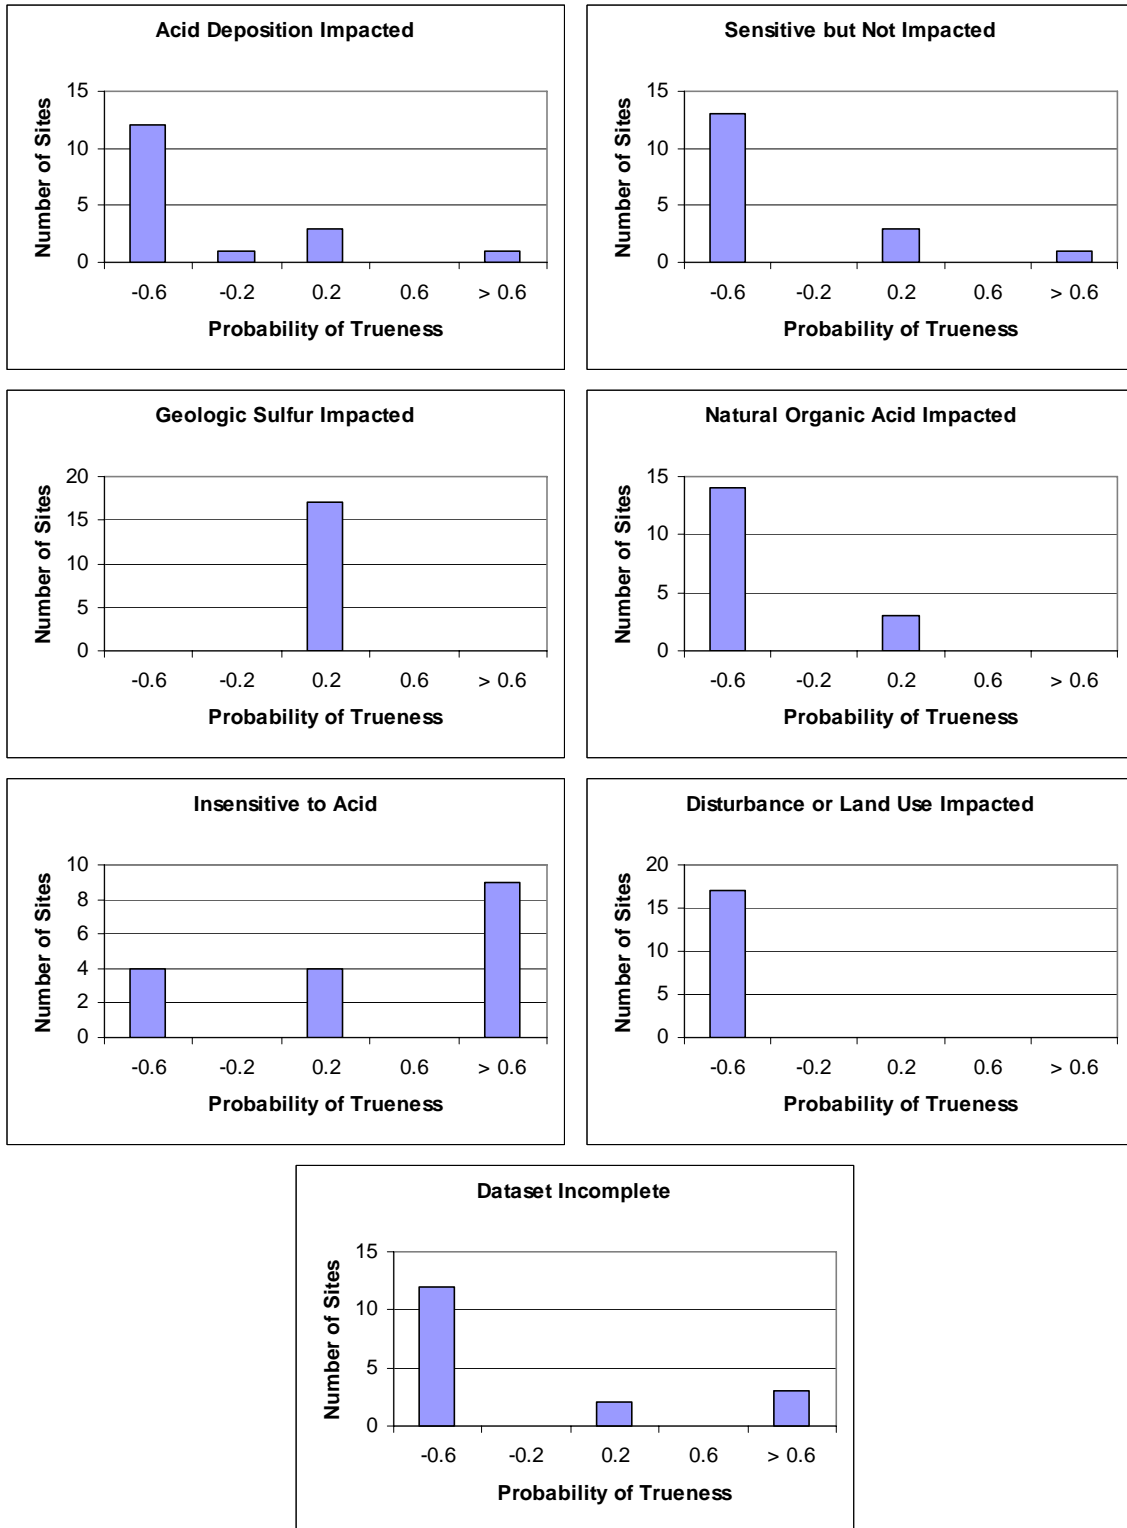 Acid Deposition Impacted
15
10
5
0
Number of Sites
-0.6 -0.2 0.2 0.6 > 0.6
Probability of Trueness
Sensitive but Not Impacted
15
10
5
0
Number of Sites
-0.6 -0.2 0.2 0.6 > 0.6
Probability of Trueness
Geologic Sulfur Impacted
20
15
10
5
0
Number of Sites
-0.6 -0.2 0.2 0.6 > 0.6
Probability of Trueness
Natural Organic Acid Impacted
15
10
5
0
Number of Sites
-0.6 -0.2 0.2 0.6 > 0.6
Probability of Trueness
Insensitive to Acid
10
8
6
4
2
0
Number of Sites
-0.6 -0.2 0.2 0.6 > 0.6
Probability of Trueness
Disturbance or Land Use Impacted
20
15
10
5
0
Number of Sites
-0.6 -0.2 0.2 0.6 > 0.6
Probability of Trueness
Dataset Incomplete
15
10
5
0
Number of Sites
-0.6 -0.2 0.2 0.6 > 0.6
Probability of Trueness